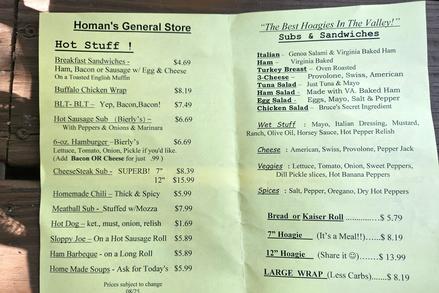 Homan's General Store
Hot Stuff !
Breakfast Sandwiches - $4.69
Ham, Bacon or Sausage w/ Egg & Cheese
On a Toasted English Muffin
Buffalo Chicken Wrap $8.19
BLT- BLT – Yep, Bacon,Bacon! $7.49
Hot Sausage Sub (Bierly's) – $6.69
With Peppers & Onions & Marinara
6-oz. Hamburger –Bierly's $6.69
Lettuce, Tomato, Onion, Pickle if you'd like.
(Add Bacon OR Cheese for just .99 )
CheeseSteak Sub - SUPERB! 7" $8.39
12" $15.99
Homemade Chili – Thick & Spicy $5.99
Meatball Sub - Stuffed w/Mozza $7.99
Hot Dog – ket., must, onion, relish $1.69
Sloppy Joe – On a Hot Sausage Roll $5.89
Ham Barbeque - on a Long Roll $5.89
Home Made Soups - Ask for Today's $5.99
Prices subject to change
08/25
"The Best Hoagies In The Valley!"
Subs & Sandwiches
Italian – Genoa Salami & Virginia Baked Ham
Ham – Virginia Baked
Turkey Breast – Oven Roasted
3-Cheese – Provolone, Swiss, American
Tuna Salad – Just Tuna & Mayo
Ham Salad – Made with VA. Baked Ham
Egg Salad – Eggs, Mayo, Salt & Pepper
Chicken Salad – Bruce's Secret Ingredient
Wet Stuff : Mayo, Italian Dressing, Mustard,
Ranch, Olive Oil, Horsey Sauce, Hot Pepper Relish
Cheese : American, Swiss, Provolone, Pepper Jack
Veggies : Lettuce, Tomato, Onion, Sweet Peppers,
Dill Pickle slices, Hot Banana Peppers
Spices : Salt, Pepper, Oregano, Dry Hot Peppers
Bread or Kaiser Roll ............$ 5.79
7" Hoagie (It's a Meal!!)......$ 8.19
12" Hoagie (Share it ☺)........$ 13.99
LARGE WRAP (Less Carbs).......$ 8.19